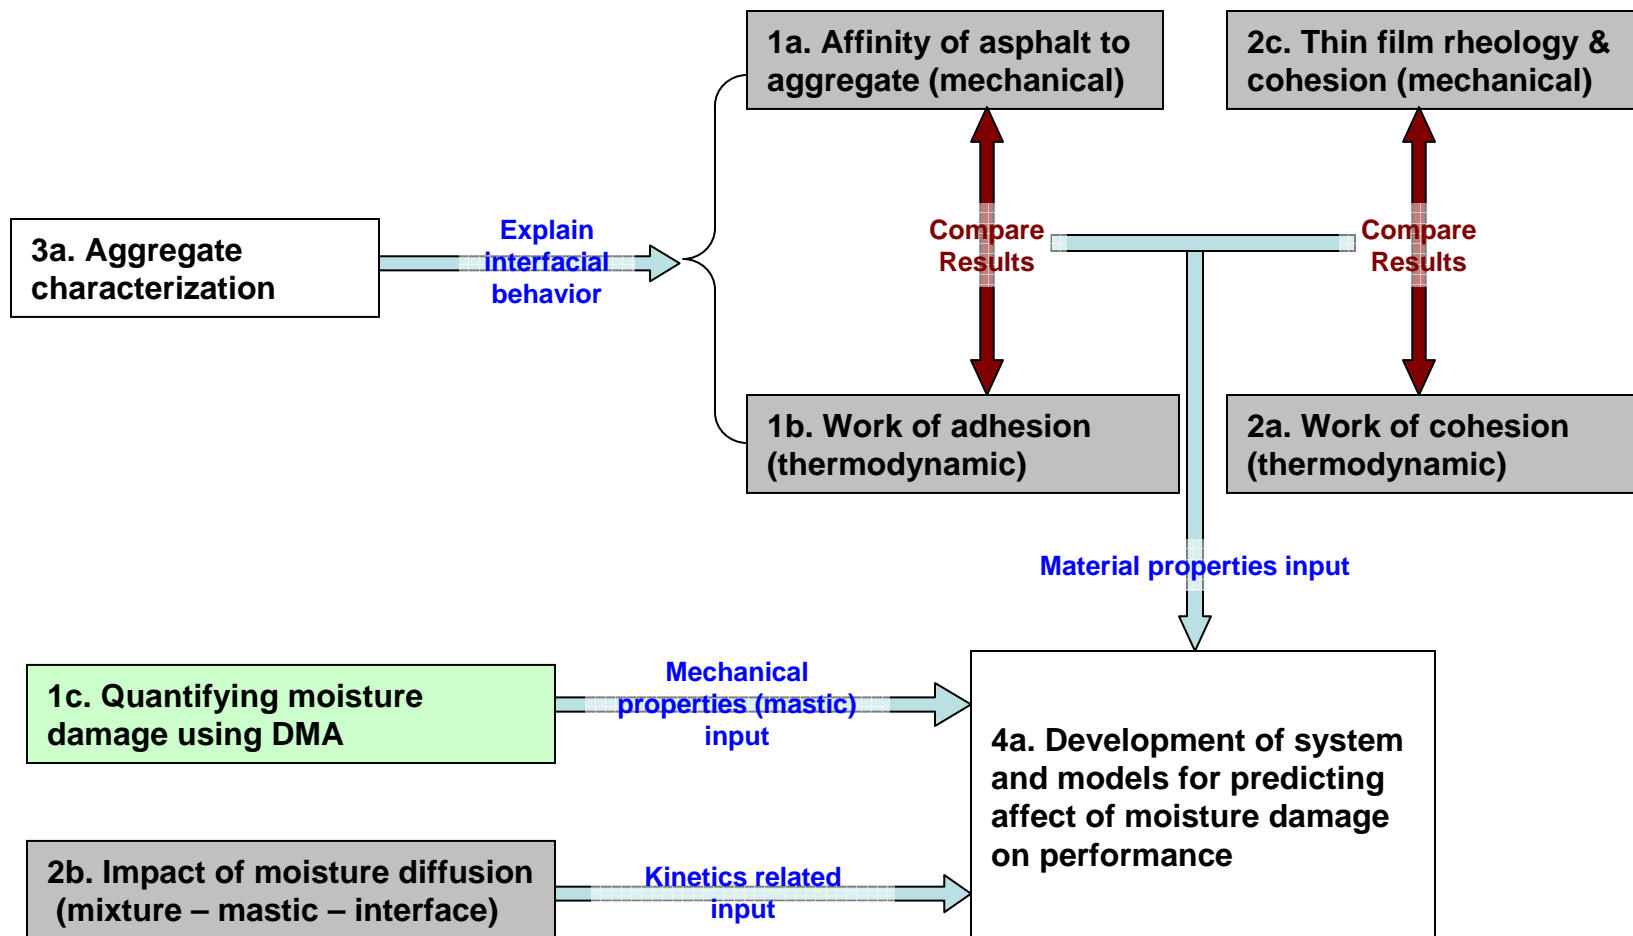 1a. Affinity of asphalt to
aggregate (mechanical)
2c. Thin film rheology &
cohesion (mechanical)
3a. Aggregate
characterization
Explain
interfacial
behavior
Compare
Results
Compare
Results
1b. Work of adhesion
(thermodynamic)
2a. Work of cohesion
(thermodynamic)
Material properties input
1c. Quantifying moisture
damage using DMA
Mechanical
properties (mastic)
input
4a. Development of system
and models for predicting
affect of moisture damage
on performance
2b. Impact of moisture diffusion
(mixture – mastic – interface)
Kinetics related
input